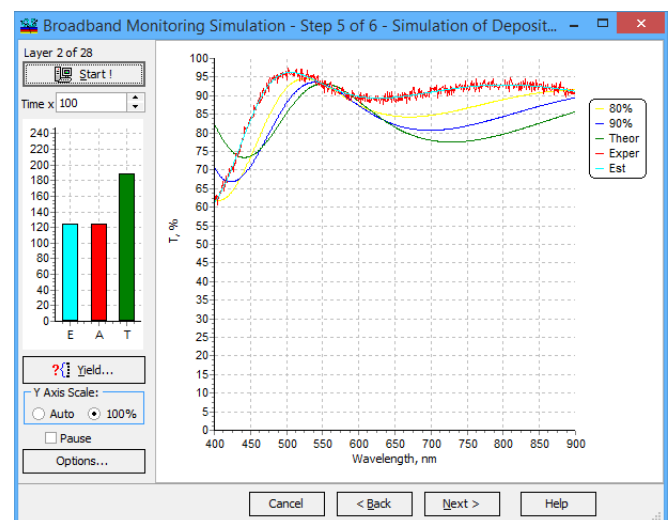 Broadband Monitoring Simulation - Step 5 of 6 - Simulation of Deposit...
Layer 2 of 28
Start !
Time x 100
240
220
200
180
160
140
120
100
80
60
40
20
0
E A T
?{ Yield...
Y Axis Scale:
Auto 100%
Pause
Options...
T, %
100
95
90
85
80
75
70
65
60
55
50
45
40
35
30
25
20
15
10
5
0
400 450 500 550 600 650 700 750 800 850 900
Wavelength, nm
80%
90%
Theor
Exper
Est
Cancel < Back Next > Help